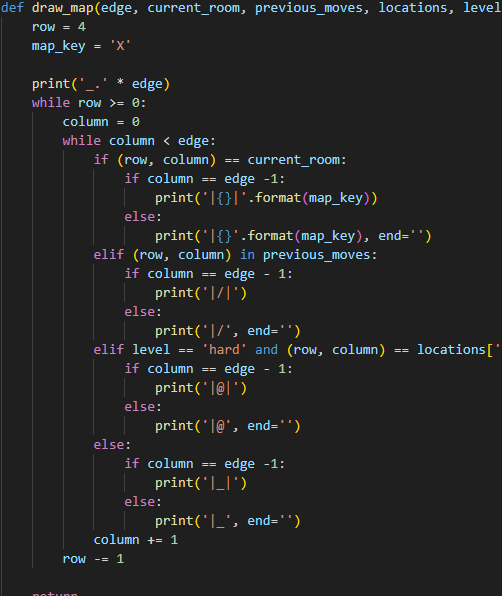 def draw_map(edge, current_room, previous_moves, locations, level
    row = 4
    map_key = 'X'

    print('_.' * edge)
    while row >= 0:
        column = 0
        while column < edge:
            if (row, column) == current_room:
                if column == edge -1:
                    print('|{}|'.format(map_key))
                else:
                    print('|{}'.format(map_key), end='')
            elif (row, column) in previous_moves:
                if column == edge - 1:
                    print('|/|')
                else:
                    print('|/', end='')
            elif level == 'hard' and (row, column) == locations['
                if column == edge - 1:
                    print('|@|')
                else:
                    print('|@', end='')
            else:
                if column == edge -1:
                    print('|_|')
                else:
                    print('|_', end='')
            column += 1
        row -= 1

    return